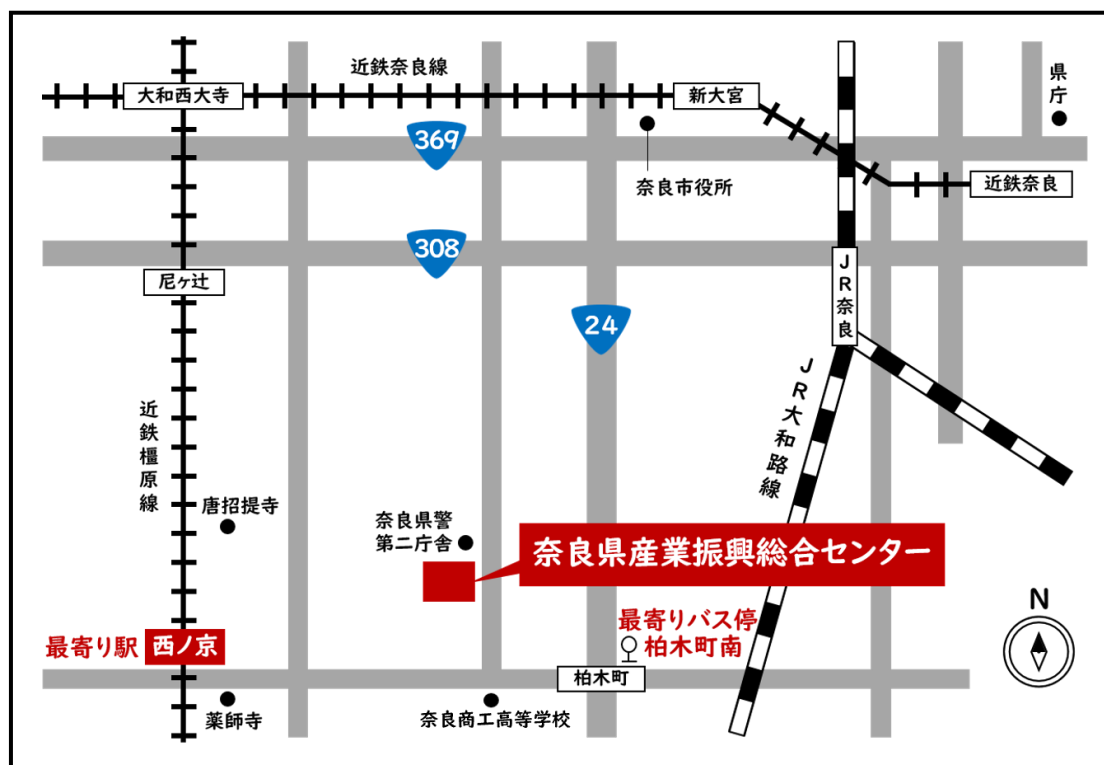 近鉄奈良線
大和西大寺
新大宮
県庁
369
奈良市役所
近鉄奈良
308
尼ヶ辻
JR奈良
24
JR大和路線
近鉄橿原線
唐招提寺
奈良県警
第二庁舎
奈良県産業振興総合センター
N
最寄りバス停
柏木町南
最寄り駅
西ノ京
柏木町
薬師寺
奈良商工高等学校